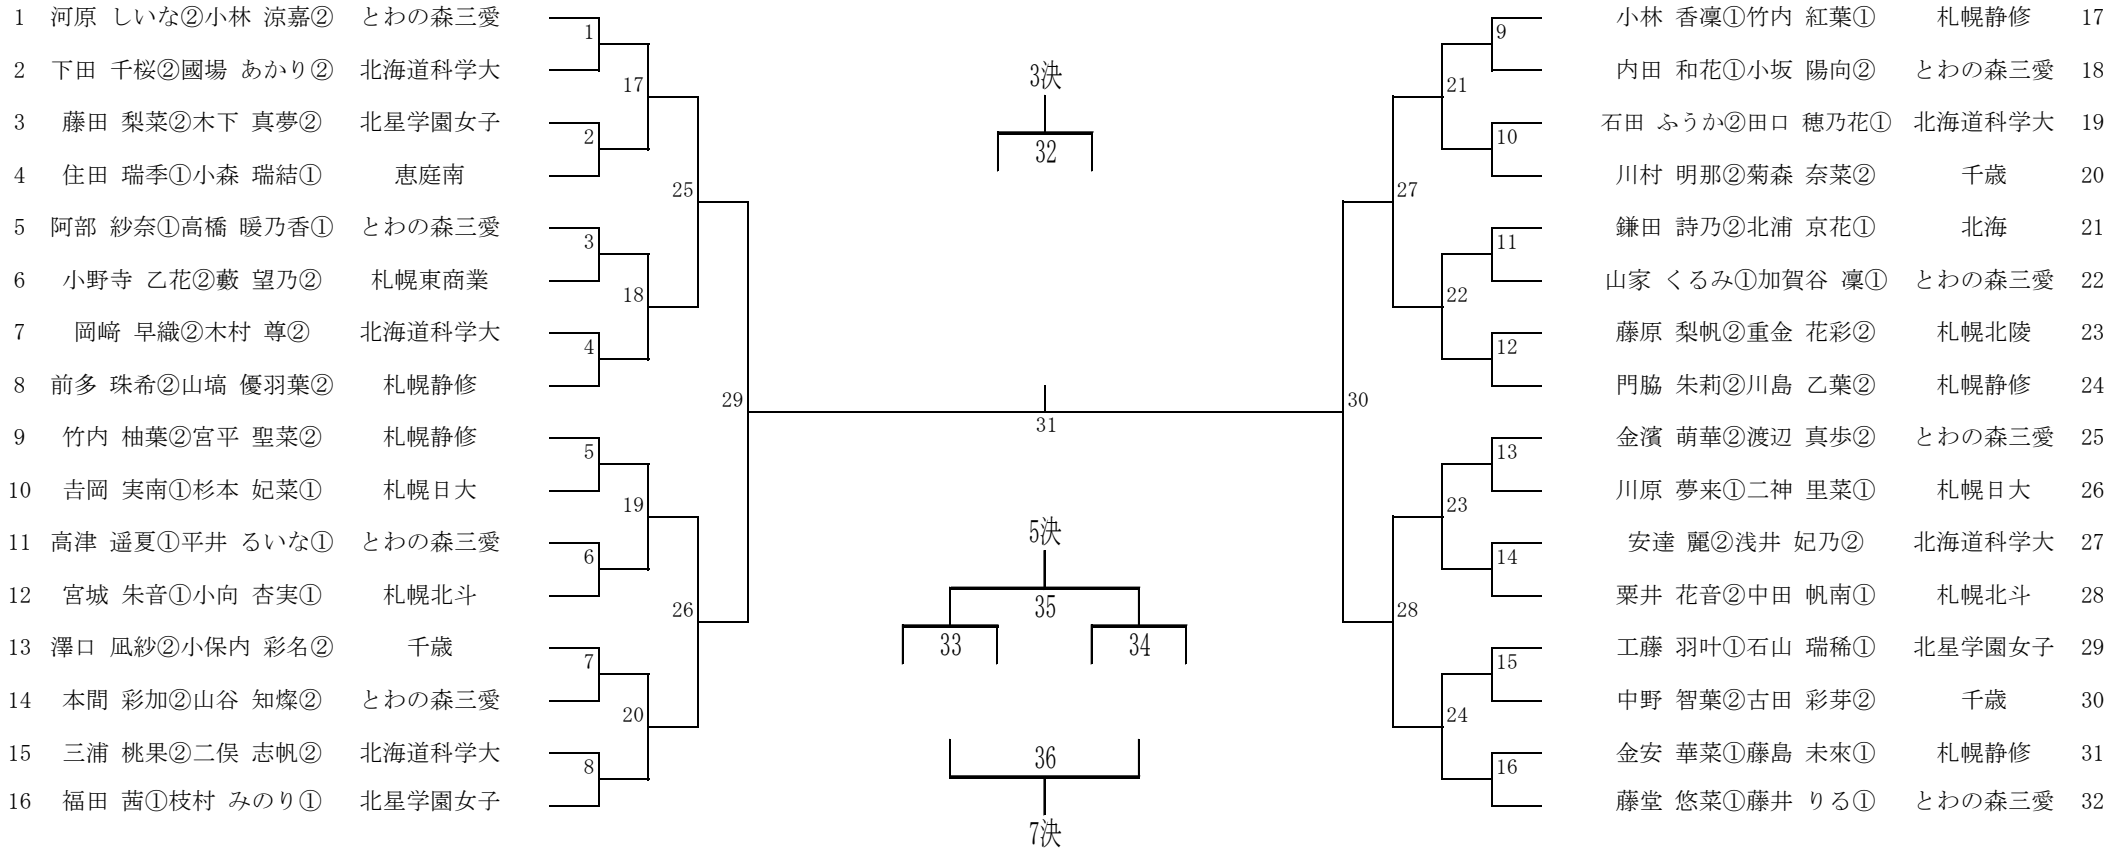 1 河原 しいな②小林 涼嘉② とわの森三愛
2 下田 千桜②國場 あかり② 北海道科学大
3 藤田 梨菜②木下 真夢② 北星学園女子
4 住田 瑞季①小森 瑞結① 恵庭南
5 阿部 紗奈①高橋 暖乃香① とわの森三愛
6 小野寺 乙花②藪 望乃② 札幌東商業
7 岡﨑 早織②木村 尊② 北海道科学大
8 前多 珠希②山塙 優羽葉② 札幌静修
9 竹内 柚葉②宮平 聖菜② 札幌静修
10 吉岡 実南①杉本 妃菜① 札幌日大
11 高津 遥夏①平井 るいな① とわの森三愛
12 宮城 朱音①小向 杏実① 札幌北斗
13 澤口 凪紗②小保内 彩名② 千歳
14 本間 彩加②山谷 知燦② とわの森三愛
15 三浦 桃果②二俣 志帆② 北海道科学大
16 福田 茜①枝村 みのり① 北星学園女子
1
2
3
4
5
6
7
8
17
18
19
20
25
26
29
3決
32
31
5決
35
33 34
36
7決
30
27
28
21
22
23
24
9
10
11
12
13
14
15
16
小林 香凜①竹内 紅葉① 札幌静修 17
内田 和花①小坂 陽向② とわの森三愛 18
石田 ふうか②田口 穂乃花① 北海道科学大 19
川村 明那②菊森 奈菜② 千歳 20
鎌田 詩乃②北浦 京花① 北海 21
山家 くるみ①加賀谷 凜① とわの森三愛 22
藤原 梨帆②重金 花彩② 札幌北陵 23
門脇 朱莉②川島 乙葉② 札幌静修 24
金濱 萌華②渡辺 真歩② とわの森三愛 25
川原 夢来①二神 里菜① 札幌日大 26
安達 麗②浅井 妃乃② 北海道科学大 27
粟井 花音②中田 帆南① 札幌北斗 28
工藤 羽叶①石山 瑞稀① 北星学園女子 29
中野 智葉②古田 彩芽② 千歳 30
金安 華菜①藤島 未來① 札幌静修 31
藤堂 悠菜①藤井 りる① とわの森三愛 32